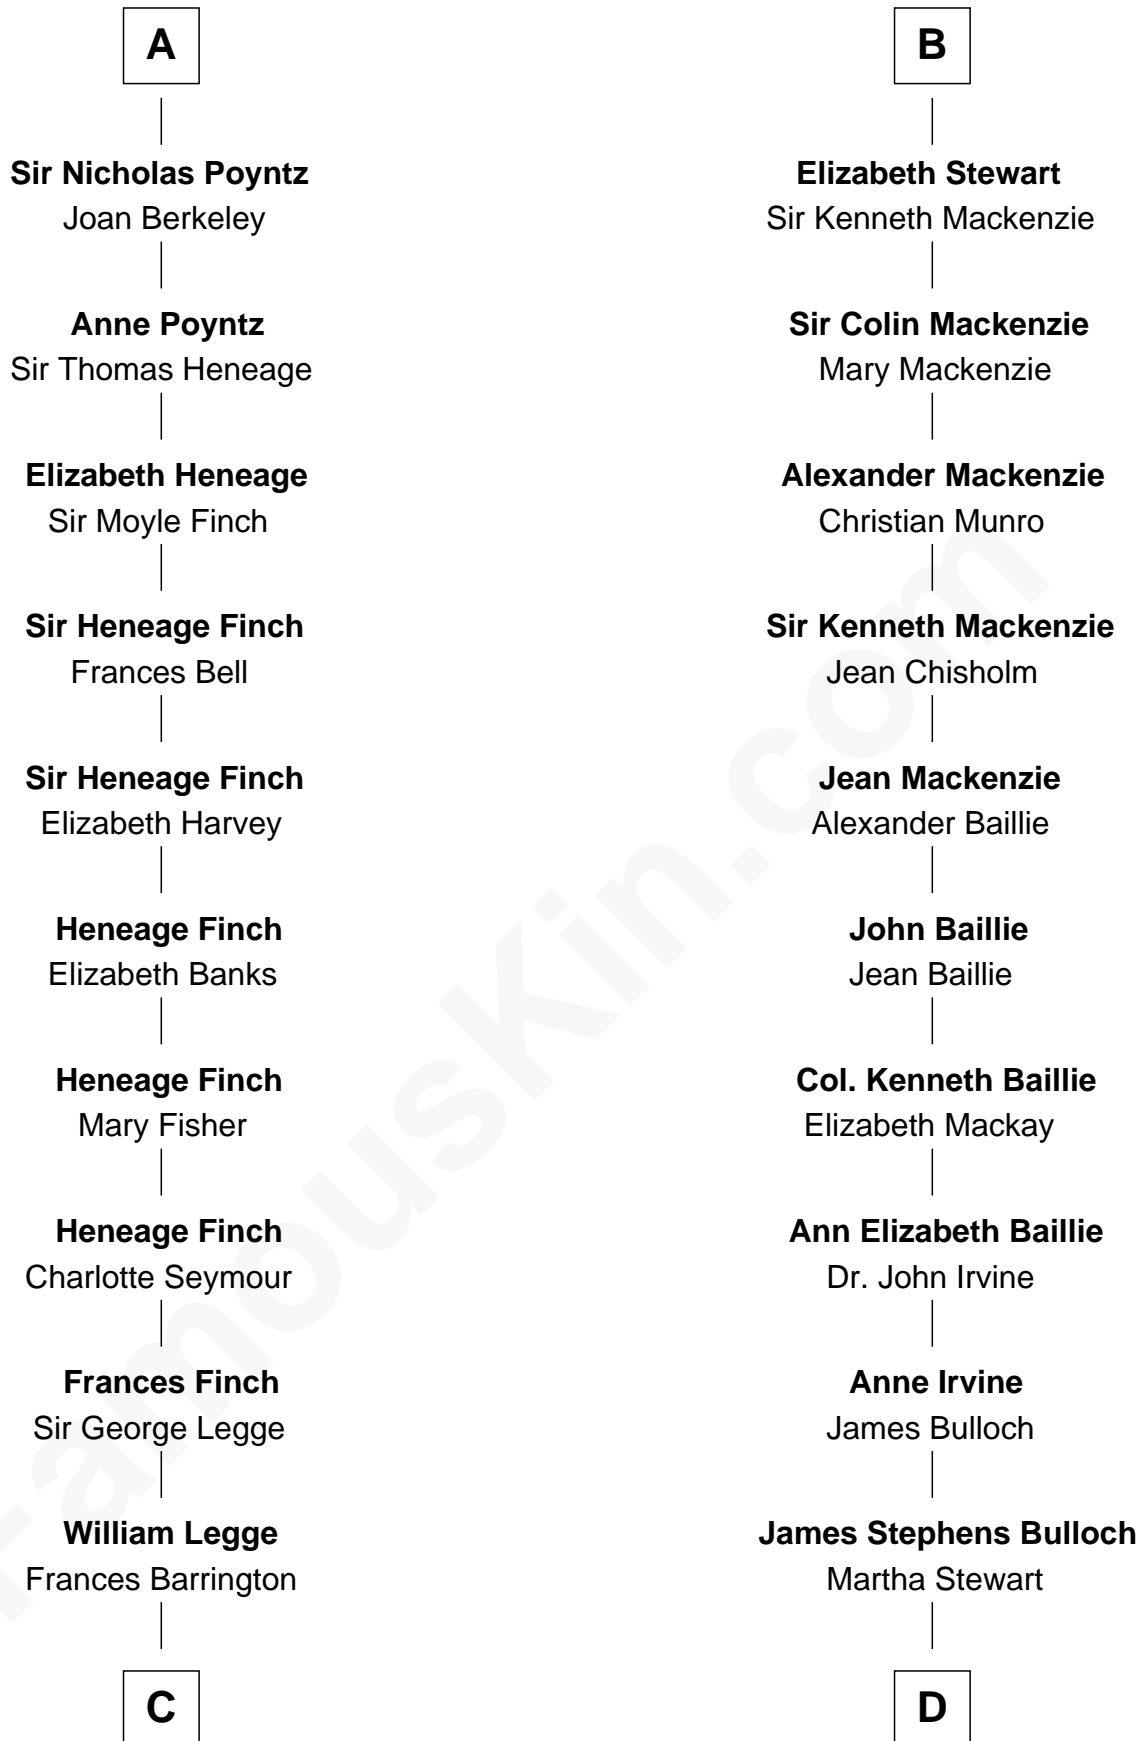 A
Sir Nicholas Poyntz
Joan Berkeley
Anne Poyntz
Sir Thomas Heneage
Elizabeth Heneage
Sir Moyle Finch
Sir Heneage Finch
Frances Bell
Sir Heneage Finch
Elizabeth Harvey
Heneage Finch
Elizabeth Banks
Heneage Finch
Mary Fisher
Heneage Finch
Charlotte Seymour
Frances Finch
Sir George Legge
William Legge
Frances Barrington
C
B
Elizabeth Stewart
Sir Kenneth Mackenzie
Sir Colin Mackenzie
Mary Mackenzie
Alexander Mackenzie
Christian Munro
Sir Kenneth Mackenzie
Jean Chisholm
Jean Mackenzie
Alexander Baillie
John Baillie
Jean Baillie
Col. Kenneth Baillie
Elizabeth Mackay
Ann Elizabeth Baillie
Dr. John Irvine
Anne Irvine
James Bulloch
James Stephens Bulloch
Martha Stewart
D
FamousKin.com